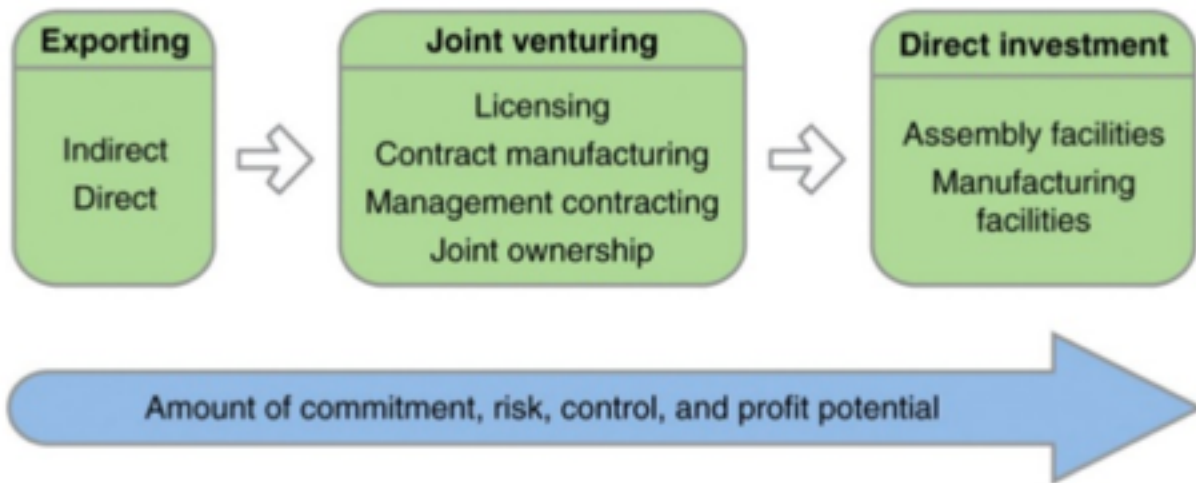 Exporting
Indirect
Direct
Joint venturing
Licensing
Contract manufacturing
Management contracting
Joint ownership
Direct investment
Assembly facilities
Manufacturing
facilities
Amount of commitment, risk, control, and profit potential